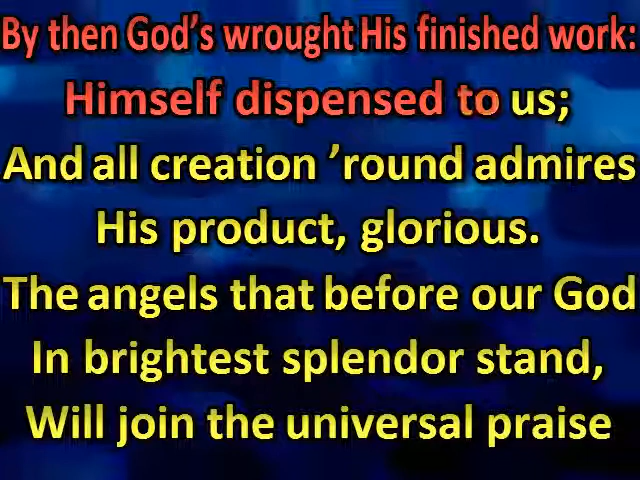 By then God’s wrought His finished work:
Himself dispensed to us;
And all creation ’round admires
His product, glorious.
The angels that before our God
In brightest splendor stand,
Will join the universal praise